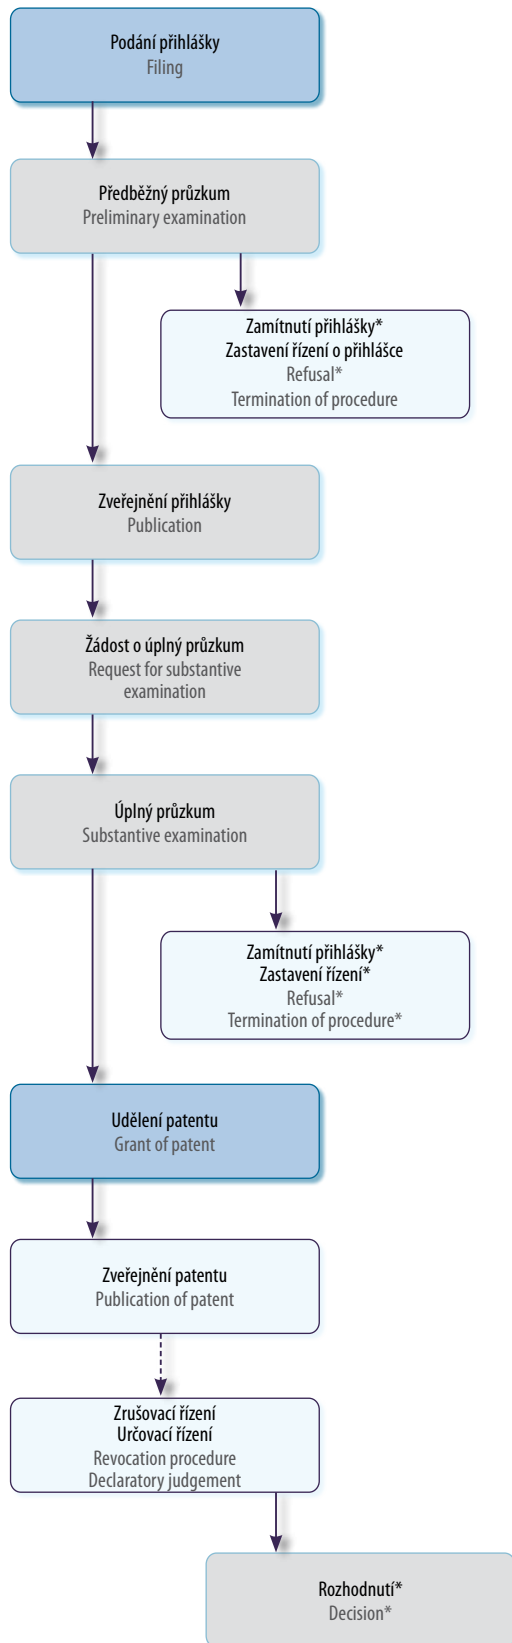 Podání přihlášky
Filing
Předběžný průzkum
Preliminary examination
Zamítnutí přihlášky*
Zastavení řízení o přihlášce
Refusal*
Termination of procedure
Zveřejnění přihlášky
Publication
Žádost o úplný průzkum
Request for substantive
examination
Úplný průzkum
Substantive examination
Zamítnutí přihlášky*
Zastavení řízení*
Refusal*
Termination of procedure*
Udělení patentu
Grant of patent
Zveřejnění patentu
Publication of patent
Zrušovací řízení
Určovací řízení
Revocation procedure
Declaratory judgement
Rozhodnutí*
Decision*